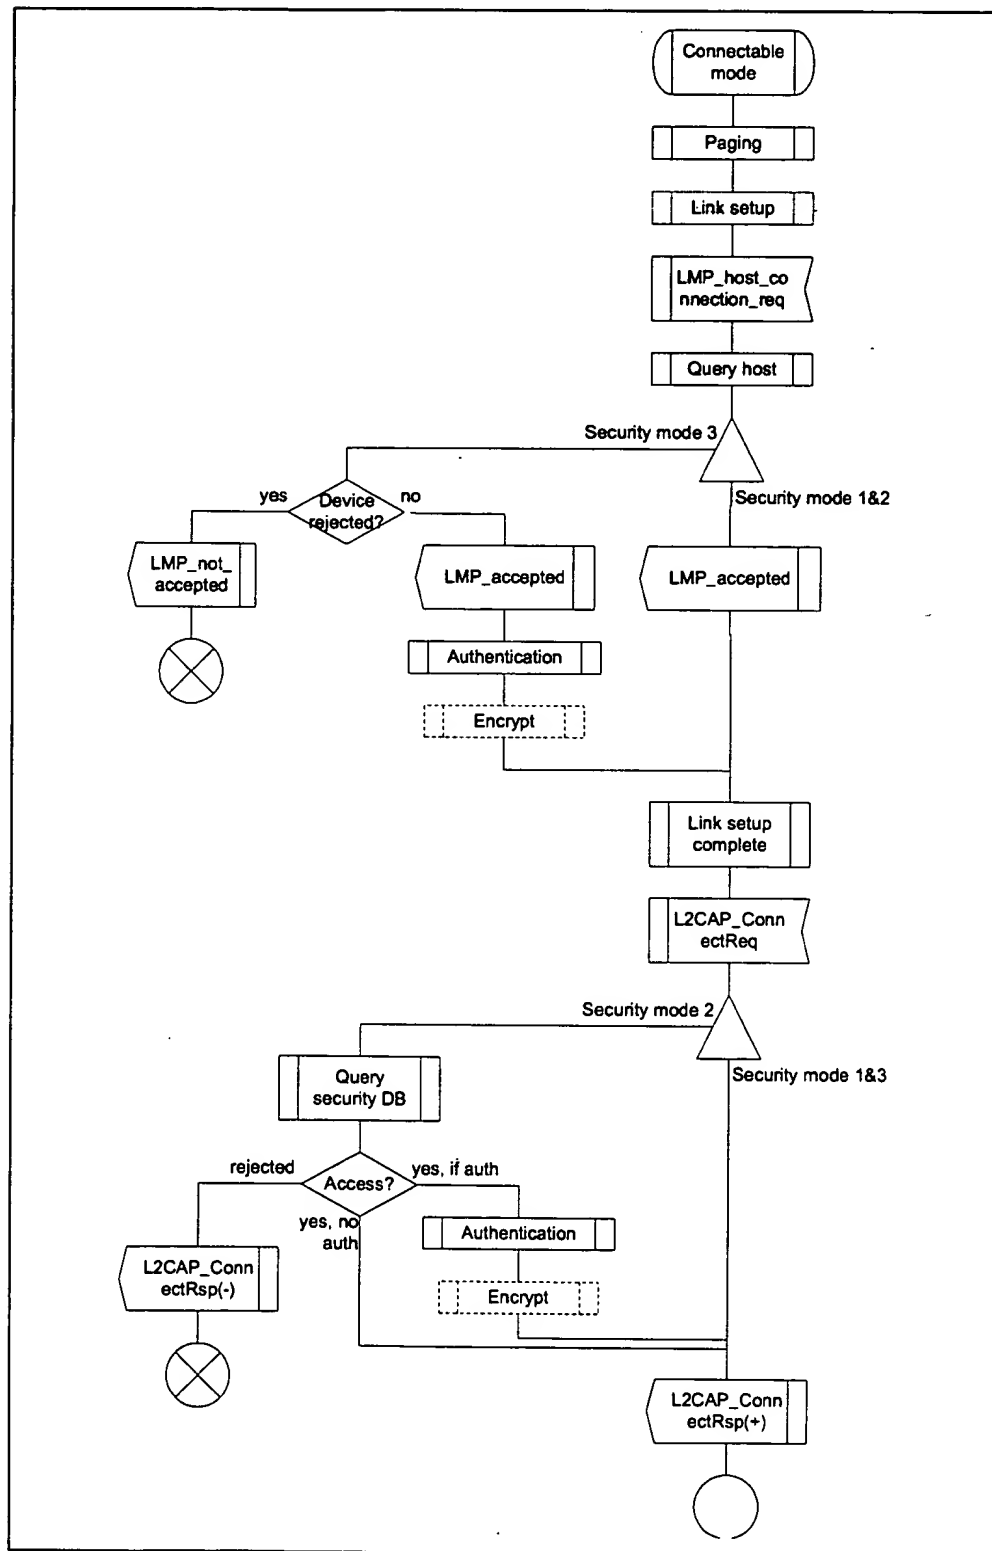 Connectable
mode
Paging
Link setup
LMP_host_co
nnection_req
Query host
Security mode 3
Security mode 1&2
yes
Device
rejected?
no
LMP_not_
accepted
LMP_accepted
LMP_accepted
Authentication
Encrypt
Link setup
complete
L2CAP_Conn
ectReq
Security mode 2
Security mode 1&3
Query
security DB
rejected
Access?
yes, if auth
yes, no
auth
Authentication
L2CAP_Conn
ectRsp(-)
Encrypt
L2CAP_Conn
ectRsp(+)